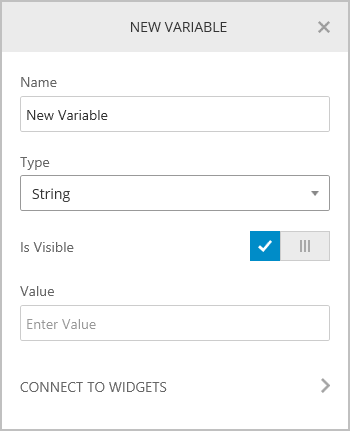 NEW VARIABLE
Name
New Variable
Type
String
Is Visible
Value
Enter Value
CONNECT TO WIDGETS